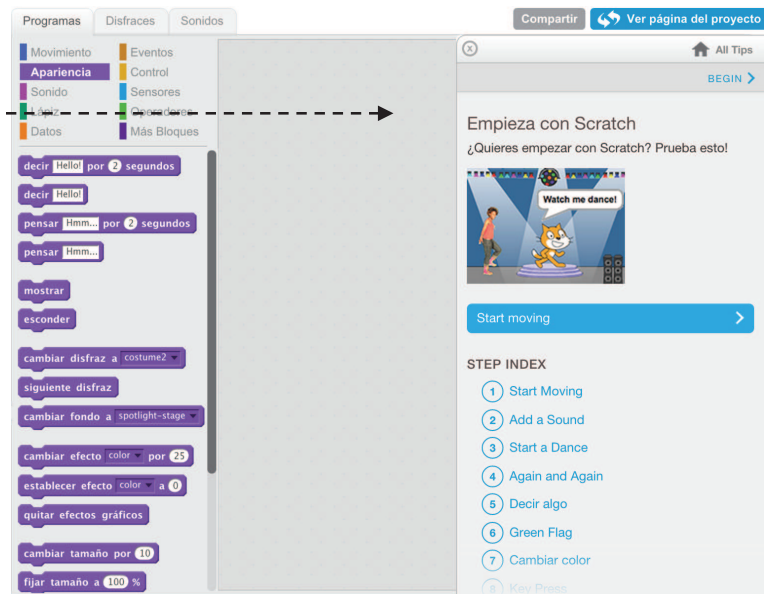 Programas Disfraces Sonidos
Compartir Ver página del proyecto
Movimiento Eventos
Apariencia Control
Sonido Sensores
Lápiz Operadores
Datos Más Bloques
decir Hello! por 2 segundos
decir Hello!
pensar Hmm... por 2 segundos
pensar Hmm...
mostrar
esconder
cambiar disfraz a costume2
siguiente disfraz
cambiar fondo a spotlight-stage
cambiar efecto color por 25
establecer efecto color a 0
quitar efectos gráficos
cambiar tamaño por 10
fijar tamaño a 100 %
X All Tips
BEGIN
Empieza con Scratch
¿Quieres empezar con Scratch? Prueba esto!
Watch me dance!
Start moving
STEP INDEX
1 Start Moving
2 Add a Sound
3 Start a Dance
4 Again and Again
5 Decir algo
6 Green Flag
7 Cambiar color
8 Key Press